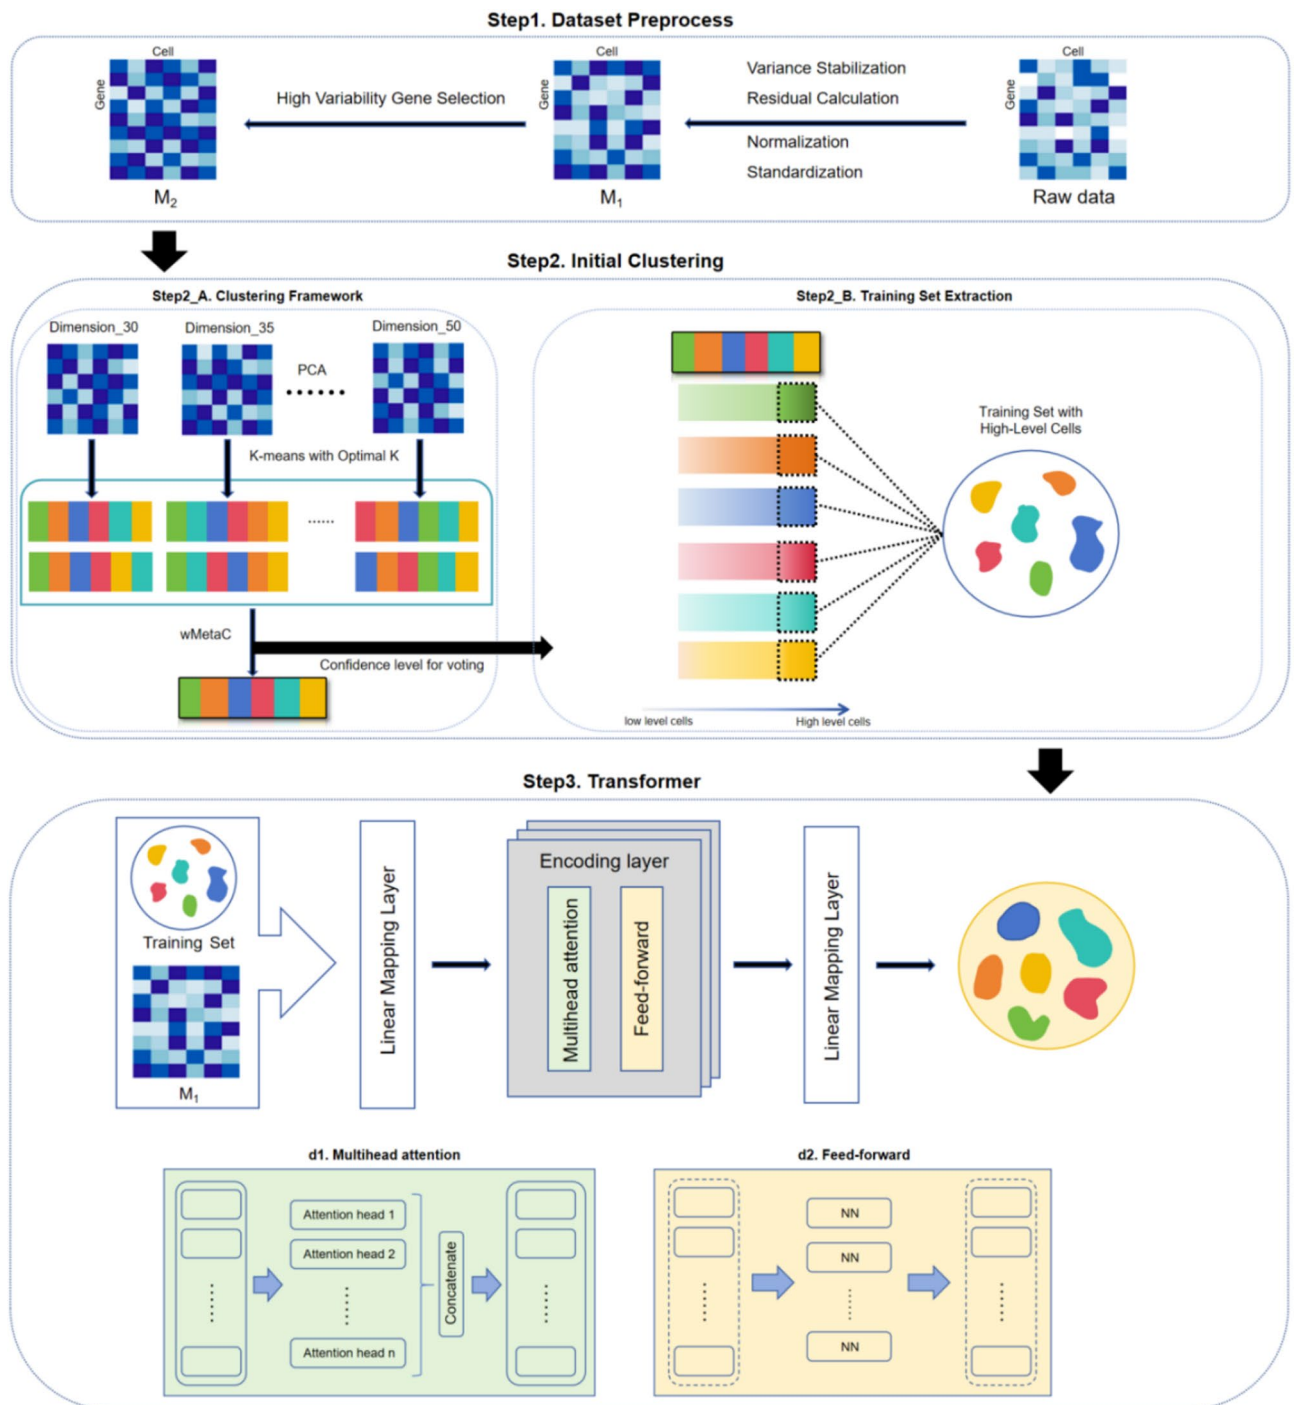 Step1. Dataset Preprocess
Cell
Gene
M2
High Variability Gene Selection
Cell
Gene
M1
Variance Stabilization
Residual Calculation
Normalization
Standardization
Cell
Gene
Raw data
Step2. Initial Clustering
Step2_A. Clustering Framework
Dimension_30
Dimension_35
Dimension_50
PCA
......
K-means with Optimal K
......
wMetaC
Confidence level for voting
Step2_B. Training Set Extraction
Training Set with
High-Level Cells
low level cells
High level cells
Step3. Transformer
Training Set
M1
Linear Mapping Layer
Encoding layer
Multihead attention
Feed-forward
Linear Mapping Layer
d1. Multihead attention
Attention head 1
Attention head 2
Attention head n
Concatenate
d2. Feed-forward
NN
NN
NN